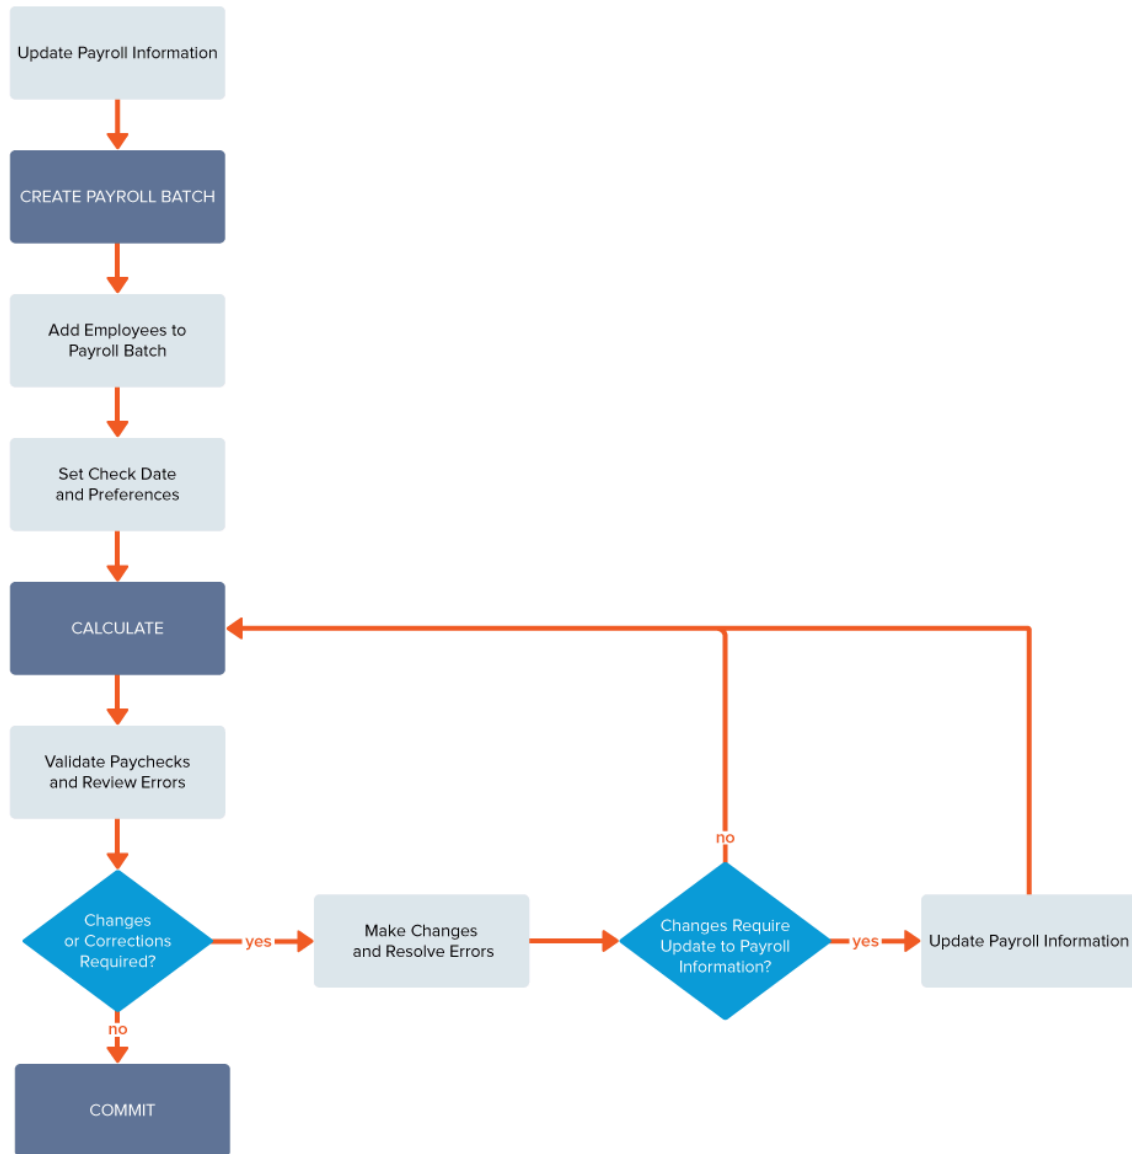 Update Payroll Information
CREATE PAYROLL BATCH
Add Employees to
Payroll Batch
Set Check Date
and Preferences
CALCULATE
Validate Paychecks
and Review Errors
Changes
or Corrections
Required?
yes
Make Changes
and Resolve Errors
no
Changes Require
Update to Payroll
Information?
yes
Update Payroll Information
no
COMMIT